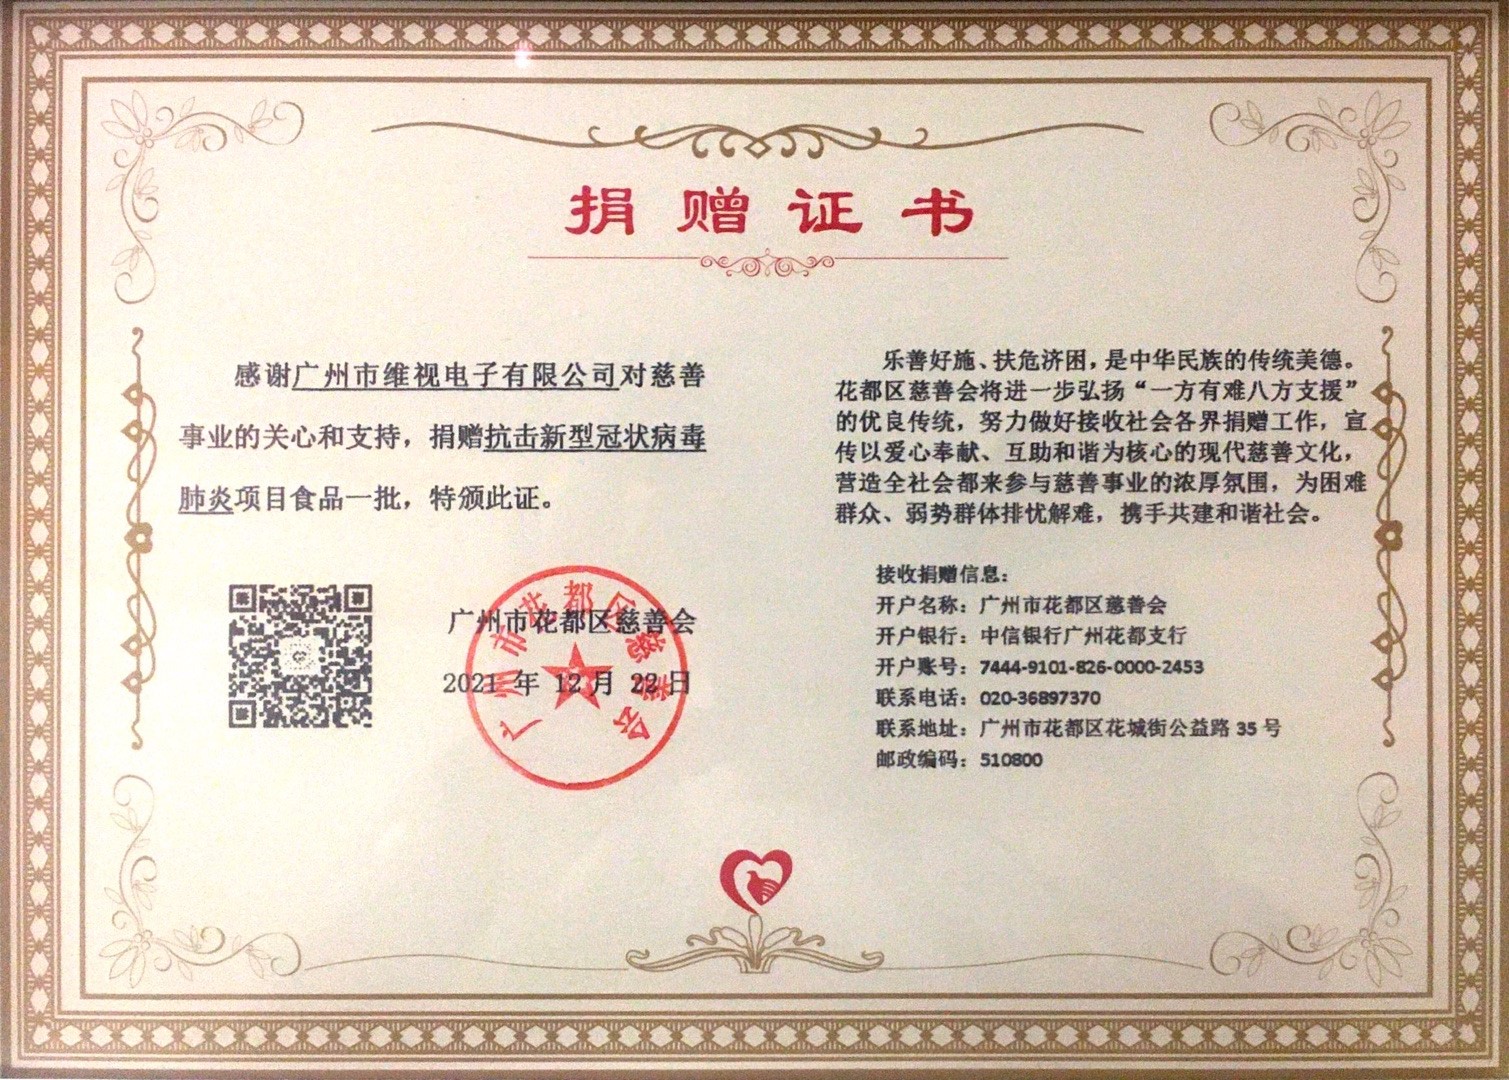 捐赠证书
感谢广州市维视电子有限公司对慈善
事业的关心和支持，捐赠抗击新型冠状病毒
肺炎项目食品一批，特颁此证。
广州市花都区慈善会
2021 年 12月 22日
广州市花都区慈善会
乐善好施、扶危济困，是中华民族的传统美德。
花都区慈善会将进一步弘扬“一方有难八方支援”
的优良传统，努力做好接收社会各界捐赠工作，宣
传以爱心奉献、互助和谐为核心的现代慈善文化，
营造全社会都来参与慈善事业的浓厚氛围，为困难
群众、弱势群体排忧解难，携手共建和谐社会。
接收捐赠信息：
开户名称：广州市花都区慈善会
开户银行：中信银行广州花都支行
开户账号：7444-9101-826-0000-2453
联系电话：020-36897370
联系地址：广州市花都区花城街公益路 35 号
邮政编码：510800